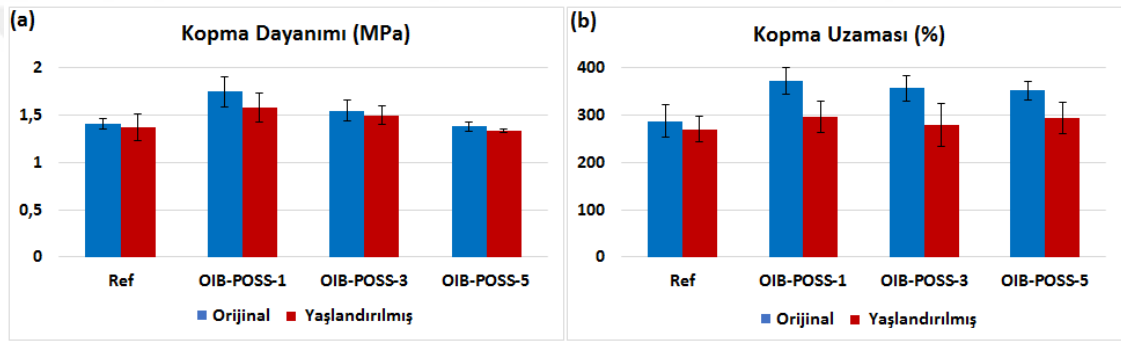 (a)
Kopma Dayanımı (MPa)
2
1,5
1
0,5
0
Ref OIB-POSS-1 OIB-POSS-3 OIB-POSS-5
Orijinal Yaşlandırılmış
(b)
Kopma Uzaması (%)
400
300
200
100
0
Ref OIB-POSS-1 OIB-POSS-3 OIB-POSS-5
Orijinal Yaşlandırılmış